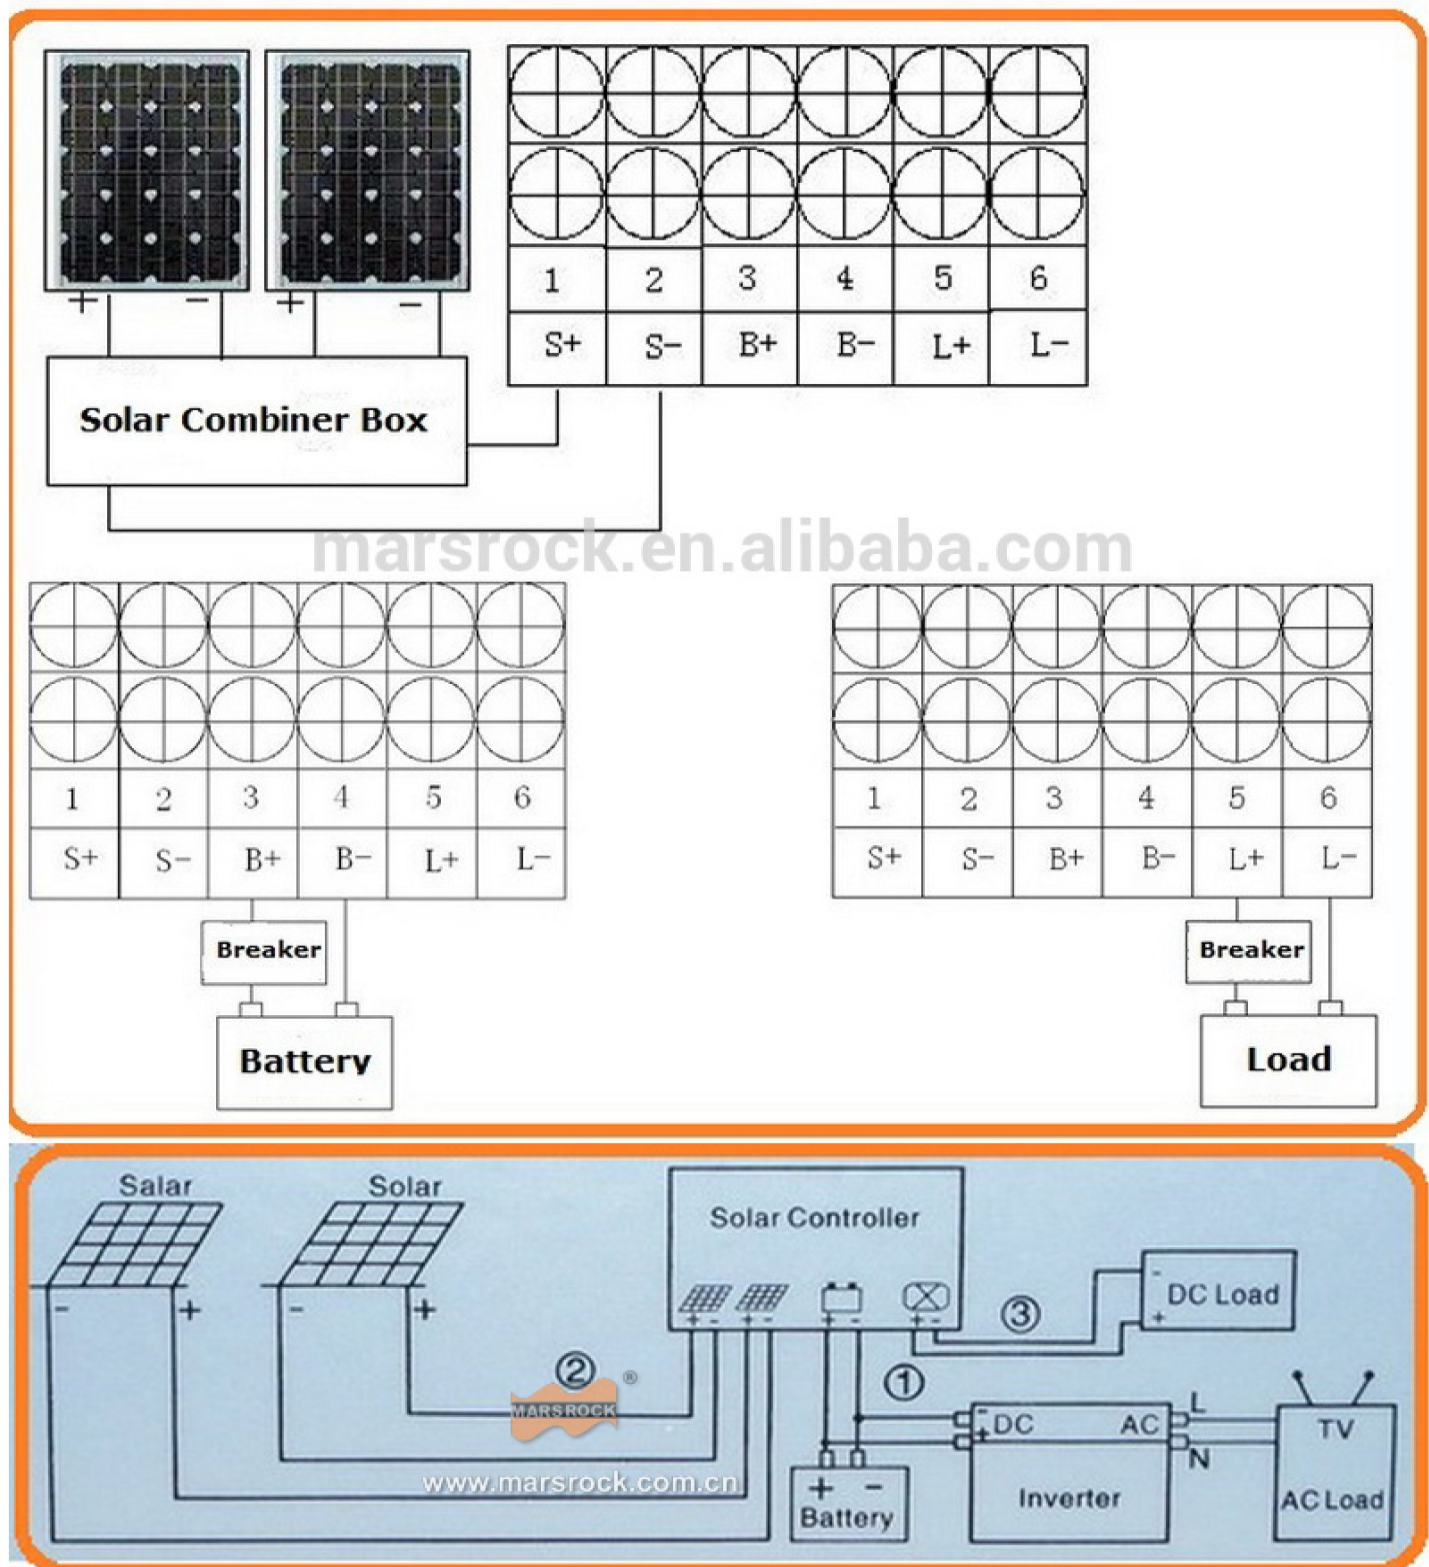 + − + −
1 2 3 4 5 6
S+ S− B+ B− L+ L−
Solar Combiner Box
marsrock.en.alibaba.com
1 2 3 4 5 6
S+ S− B+ B− L+ L−
1 2 3 4 5 6
S+ S− B+ B− L+ L−
Breaker
Battery
Breaker
Load
Salar
Solar
Solar Controller
− + − +
+ − + − + − + −
③
- DC Load
+
②
①
MARSROCK®
www.marsrock.com.cn
- DC AC L
+ N
Inverter
+ −
Battery
TV
AC Load